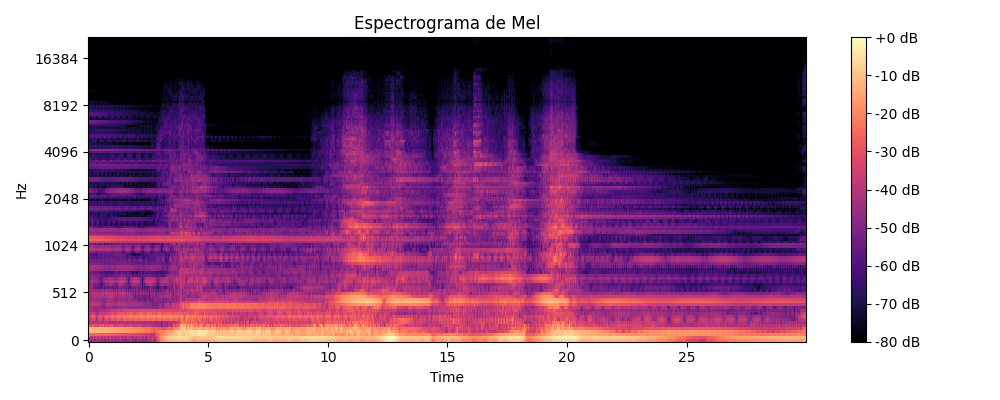 Espectrograma de Mel
Hz
16384
8192
4096
2048
1024
512
0
0 5 10 15 20 25
Time
+0 dB
-10 dB
-20 dB
-30 dB
-40 dB
-50 dB
-60 dB
-70 dB
-80 dB